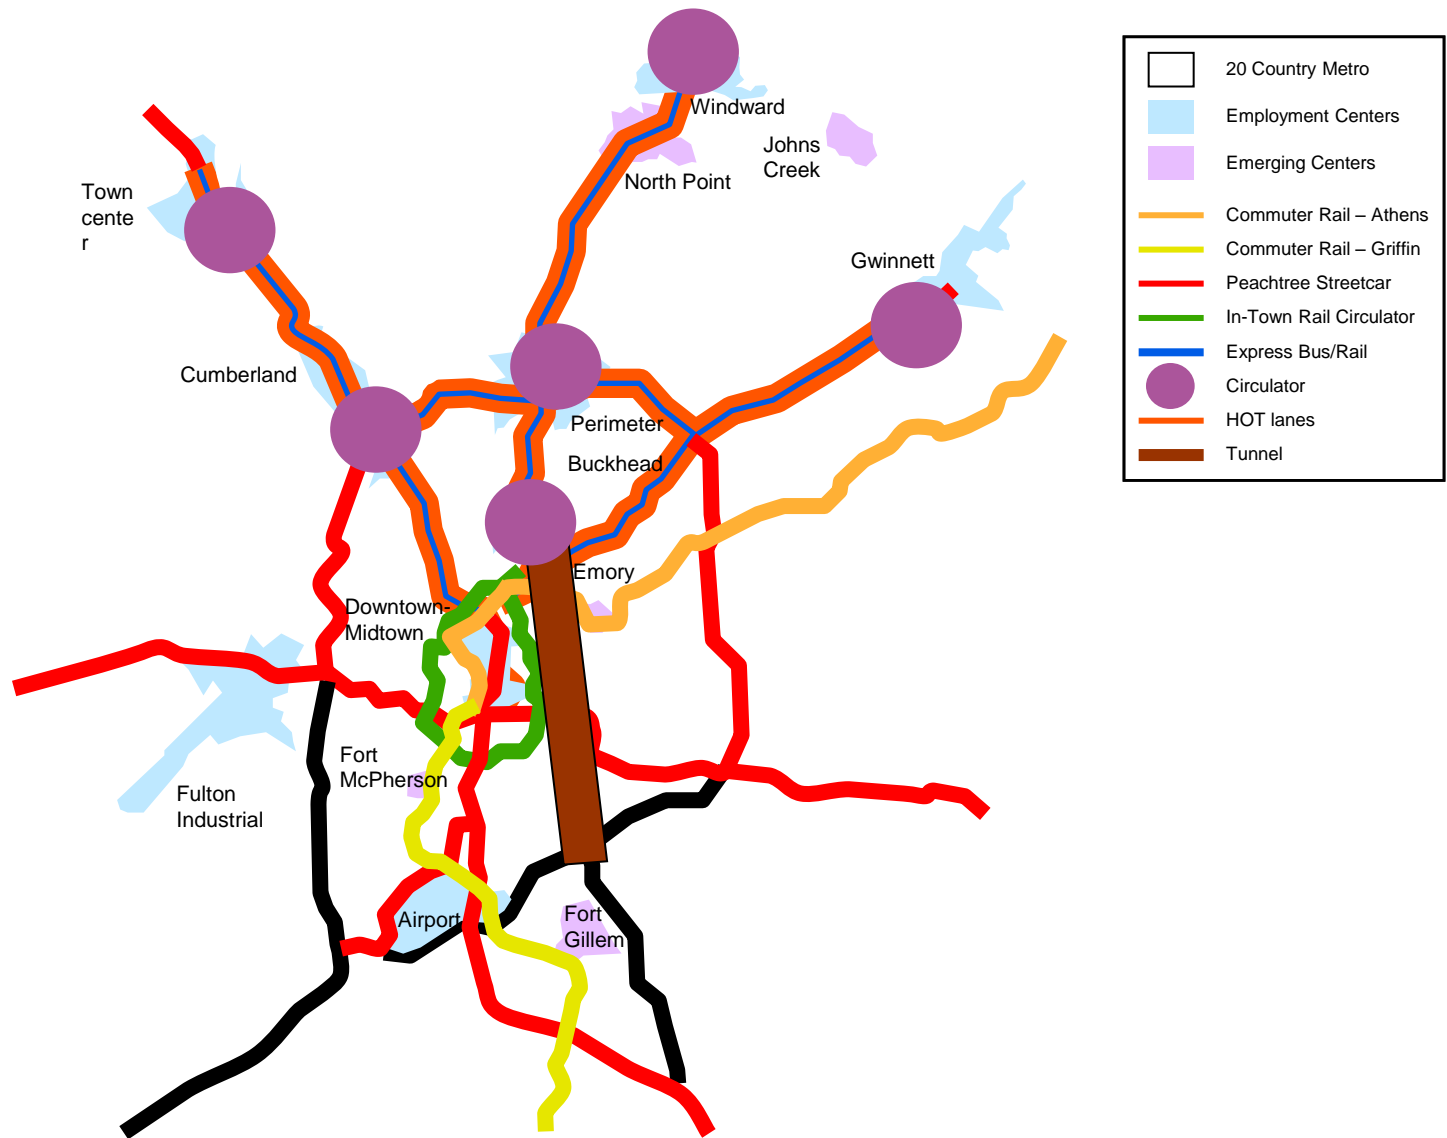 Windward
Johns
Creek
North Point
Town
cente
r
Gwinnett
Cumberland
Perimeter
Buckhead
Emory
Downtown-
Midtown
Fort
McPherson
Fulton
Industrial
Airport
Fort
Gillem
20 Country Metro
Employment Centers
Emerging Centers
Commuter Rail – Athens
Commuter Rail – Griffin
Peachtree Streetcar
In-Town Rail Circulator
Express Bus/Rail
Circulator
HOT lanes
Tunnel